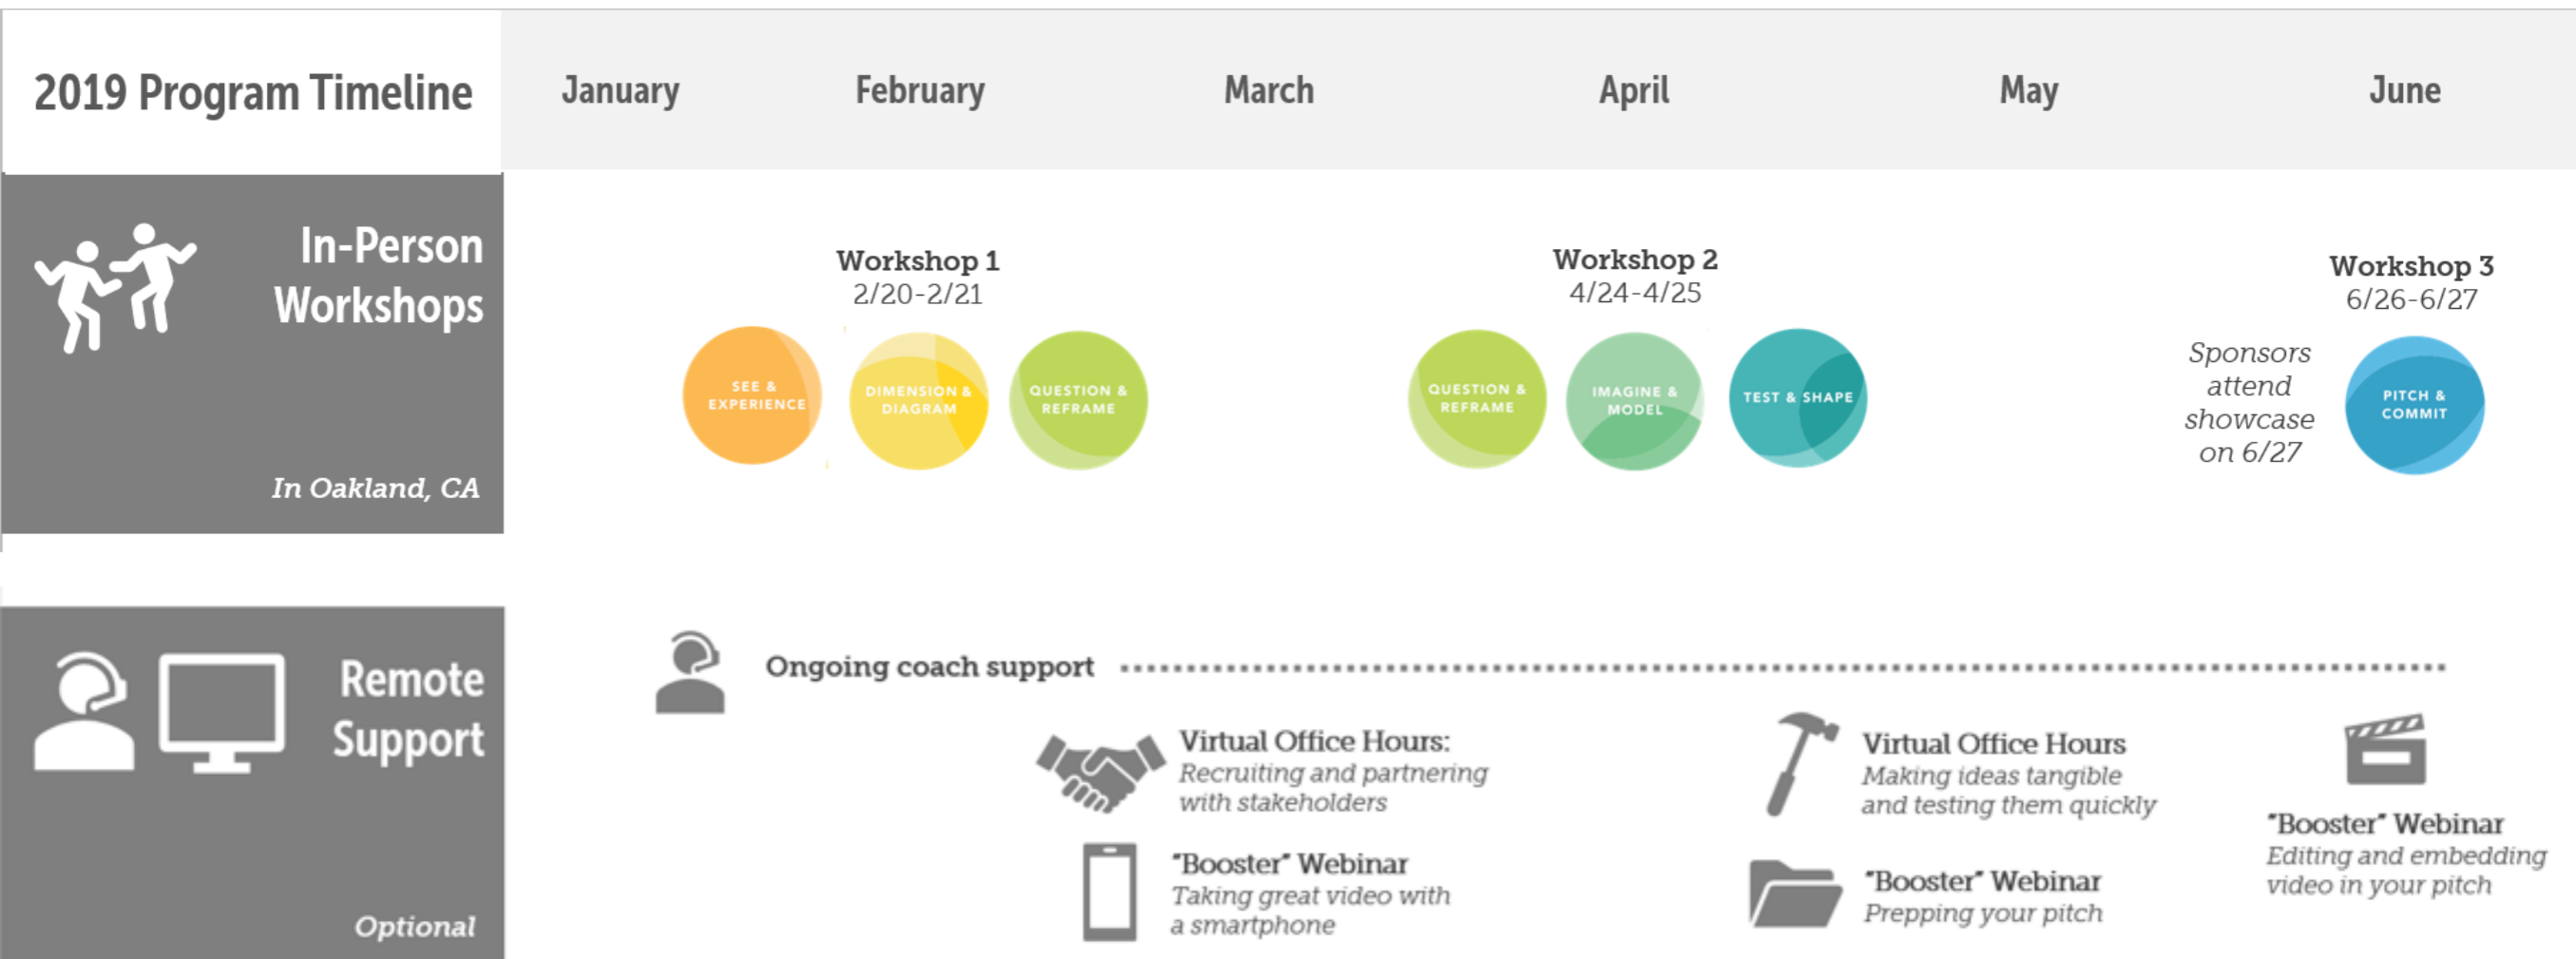 2019 Program Timeline
January
February
March
April
May
June
In-Person
Workshops
In Oakland, CA
Workshop 1
2/20-2/21
SEE &
EXPERIENCE
DIMENSION &
DIAGRAM
QUESTION &
REFRAME
Workshop 2
4/24-4/25
QUESTION &
REFRAME
IMAGINE &
MODEL
TEST & SHAPE
Workshop 3
6/26-6/27
Sponsors
attend
showcase
on 6/27
PITCH &
COMMIT
Remote
Support
Optional
Ongoing coach support
Virtual Office Hours:
Recruiting and partnering
with stakeholders
"Booster" Webinar
Taking great video with
a smartphone
Virtual Office Hours
Making ideas tangible
and testing them quickly
"Booster" Webinar
Prepping your pitch
"Booster" Webinar
Editing and embedding
video in your pitch